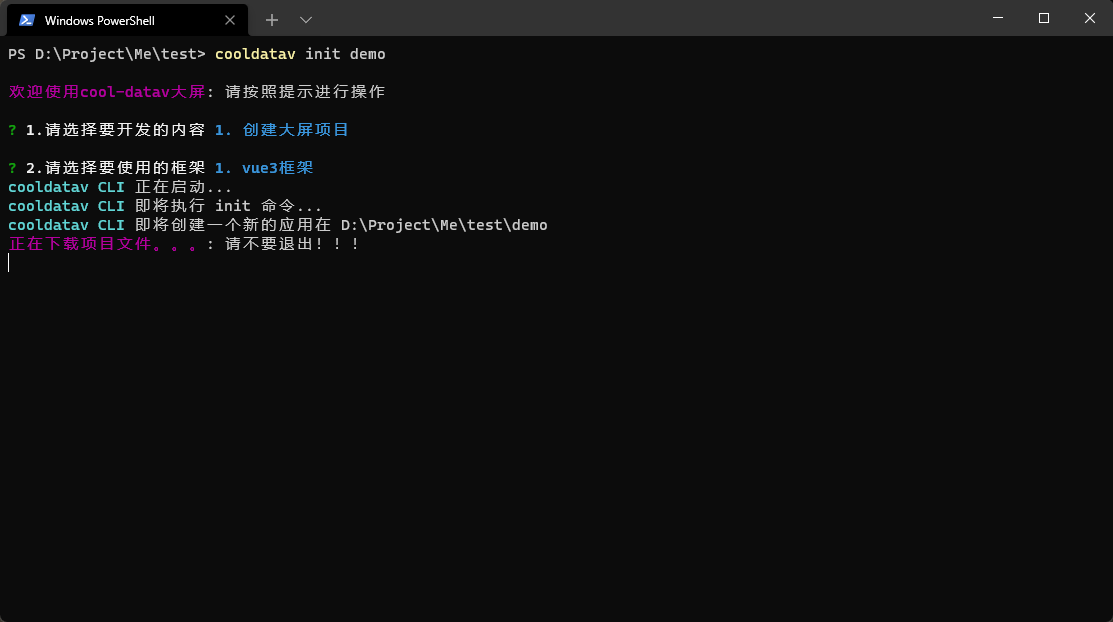 Windows PowerShell
PS D:\Project\Me\test> cooldatav init demo
欢迎使用cool-datav大屏: 请按照提示进行操作
? 1.请选择要开发的内容 1. 创建大屏项目
? 2.请选择要使用的框架 1. vue3框架
cooldatav CLI 正在启动...
cooldatav CLI 即将执行 init 命令...
cooldatav CLI 即将创建一个新的应用在 D:\Project\Me\test\demo
正在下载项目文件。。。: 请不要退出!！！